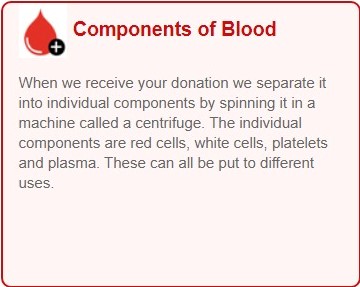 Components of Blood
When we receive your donation we separate it
into individual components by spinning it in a
machine called a centrifuge. The individual
components are red cells, white cells, platelets
and plasma. These can all be put to different
uses.